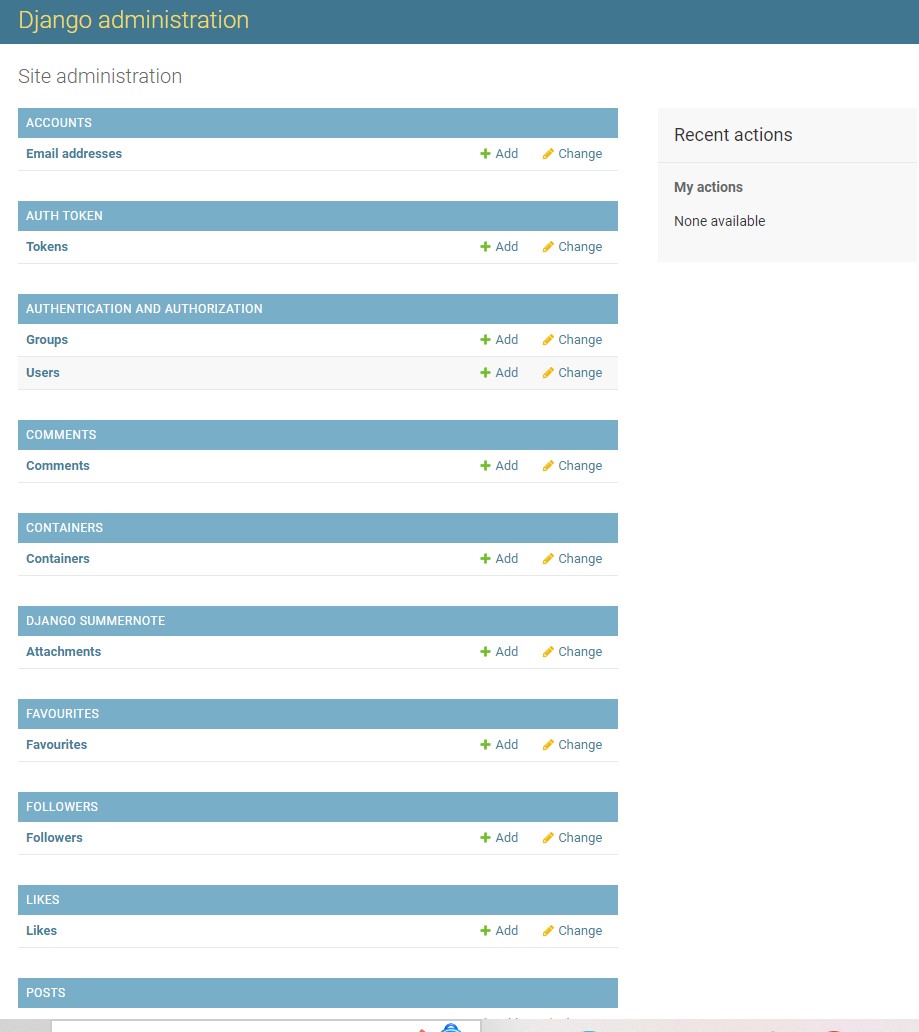 Django administration
Site administration
ACCOUNTS
Email addresses Add Change
AUTH TOKEN
Tokens Add Change
AUTHENTICATION AND AUTHORIZATION
Groups Add Change
Users Add Change
COMMENTS
Comments Add Change
CONTAINERS
Containers Add Change
DJANGO SUMMERNOTE
Attachments Add Change
FAVOURITES
Favourites Add Change
FOLLOWERS
Followers Add Change
LIKES
Likes Add Change
POSTS
Recent actions
My actions
None available